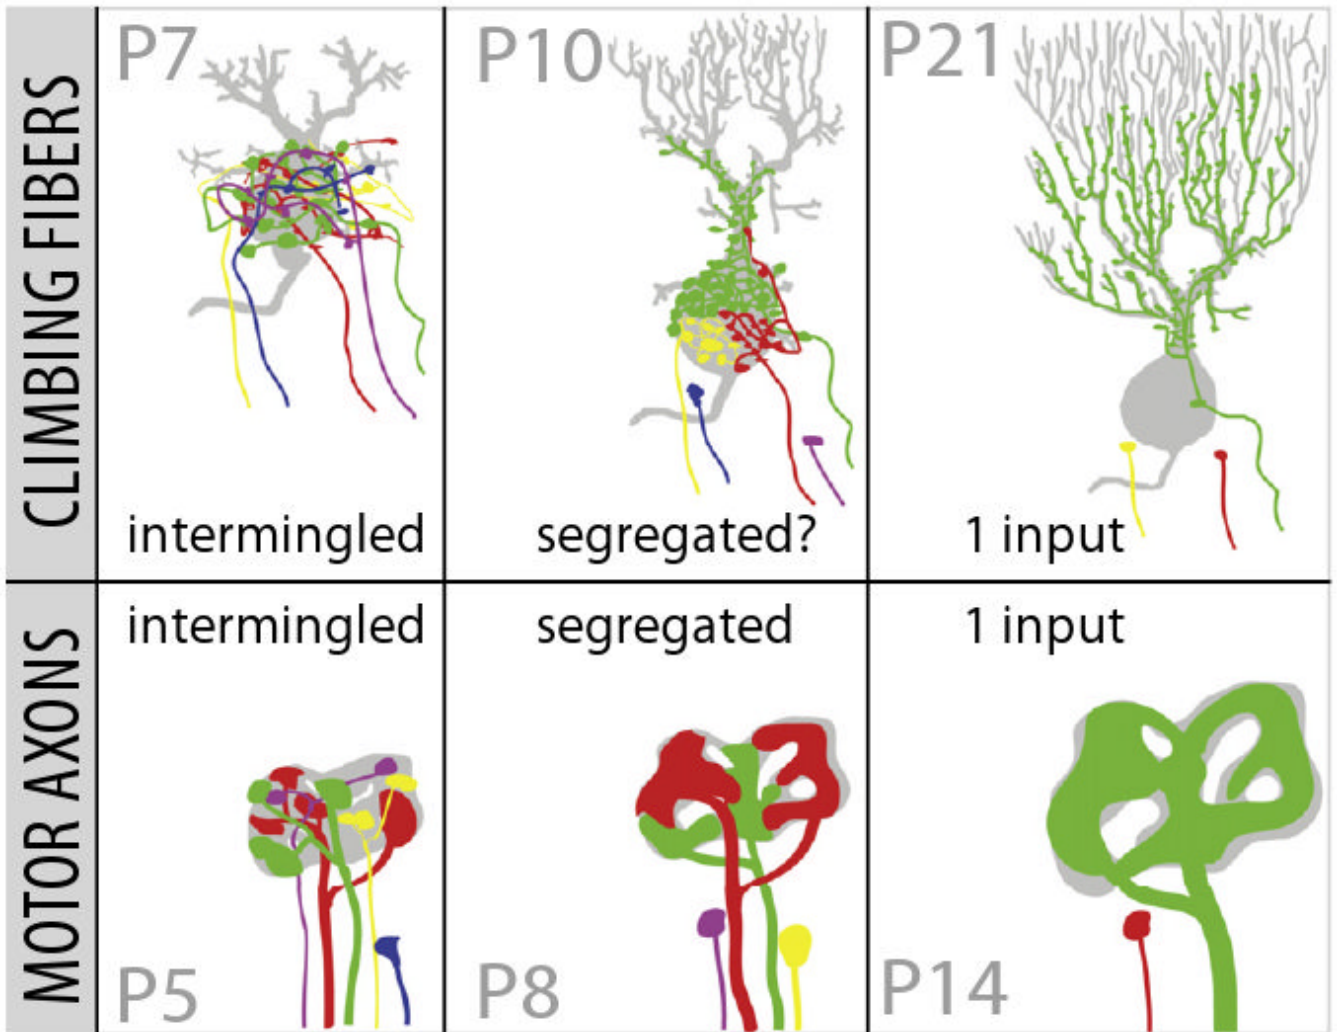 CLIMBING FIBERS
P7
P10
P21
intermingled
segregated?
1 input
MOTOR AXONS
intermingled
segregated
1 input
P5
P8
P14